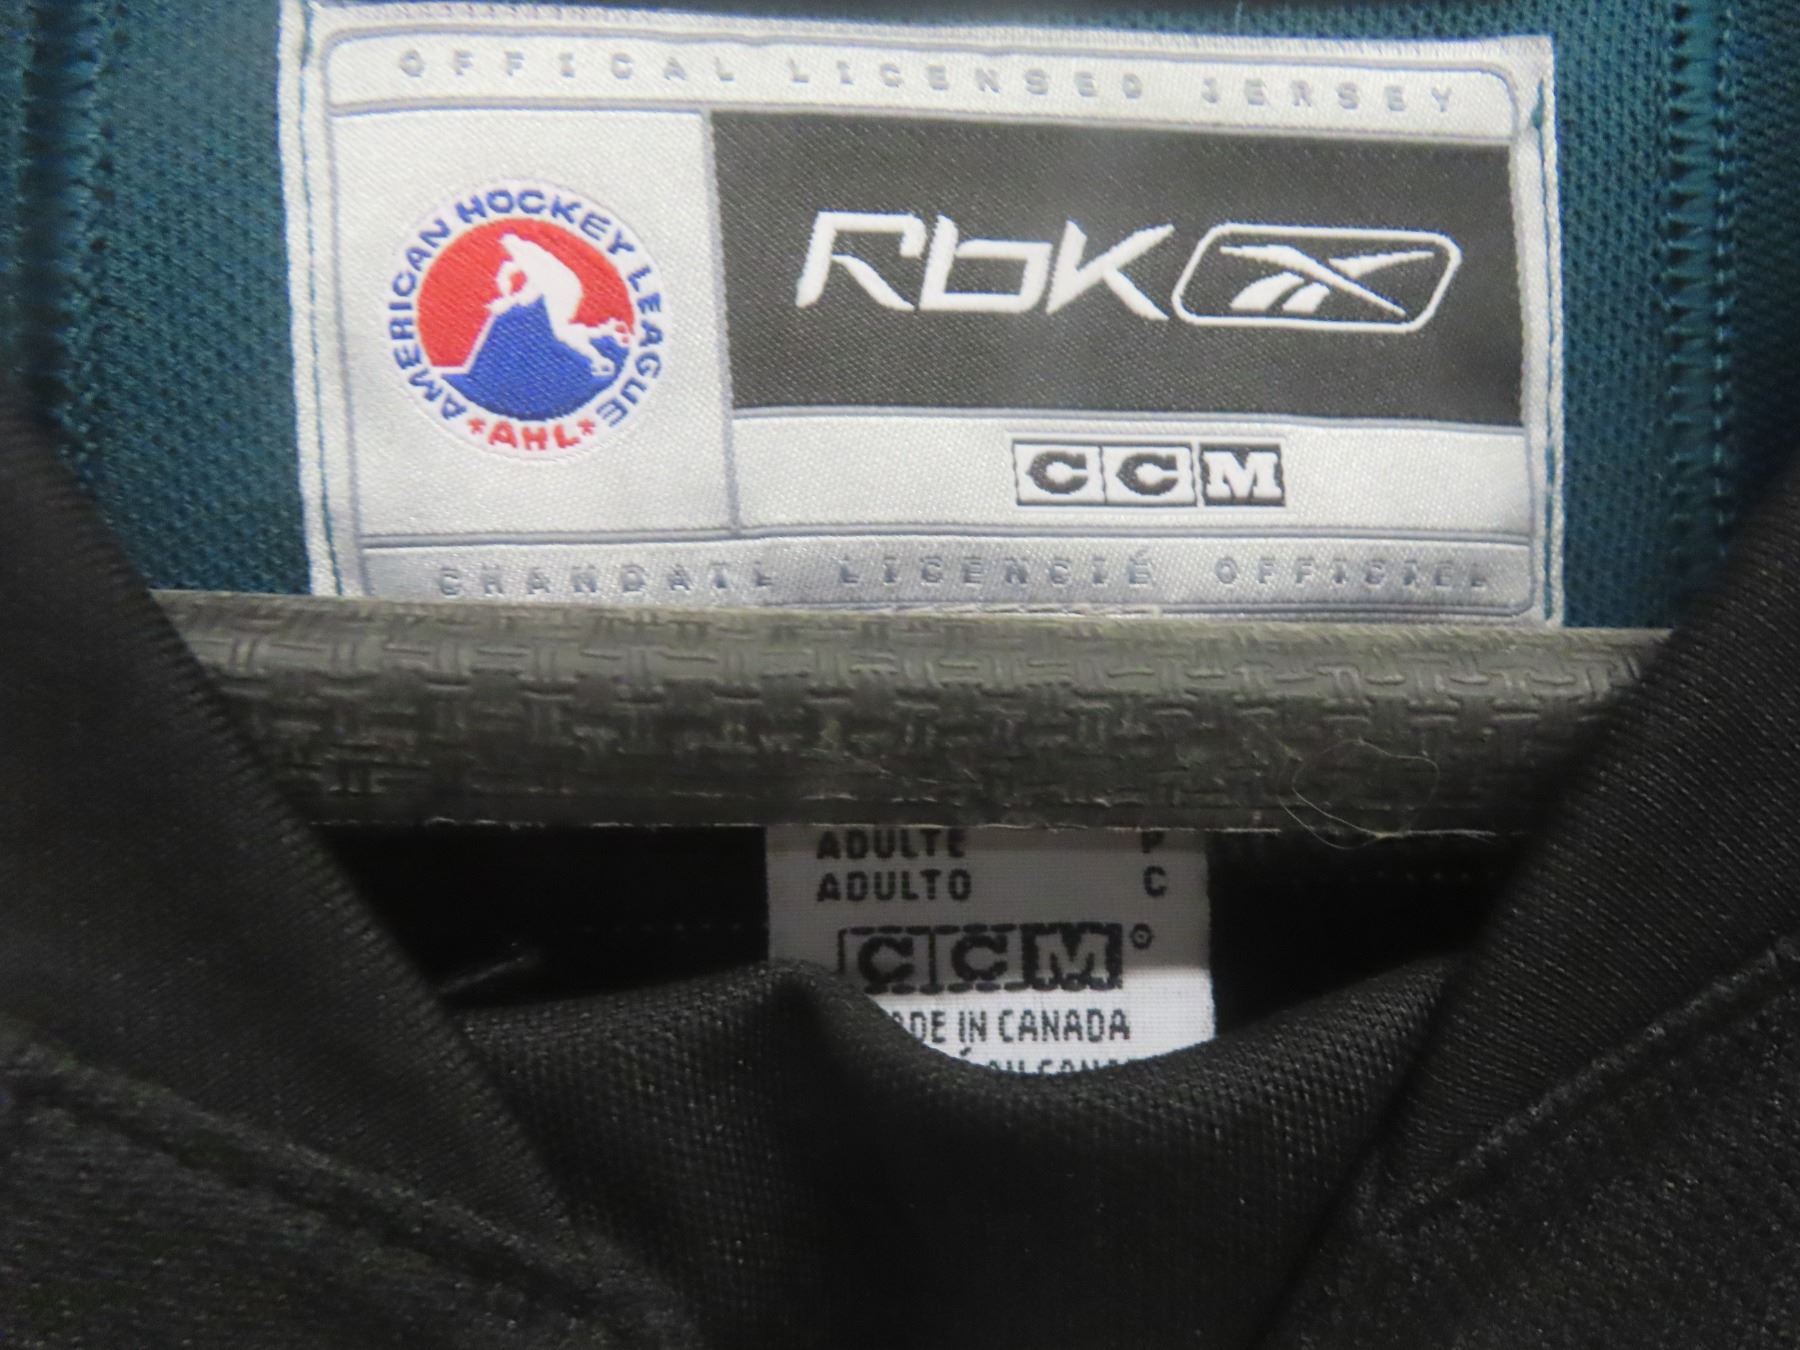 OFFICAL LICENSED JERSEY
AMERICAN HOCKEY LEAGUE
*AHL*
Rbk
CCM
CHANDAIL LICENCIÉ OFFICIEL
ADULTE P
ADULTO C
CCM
MADE IN CANADA